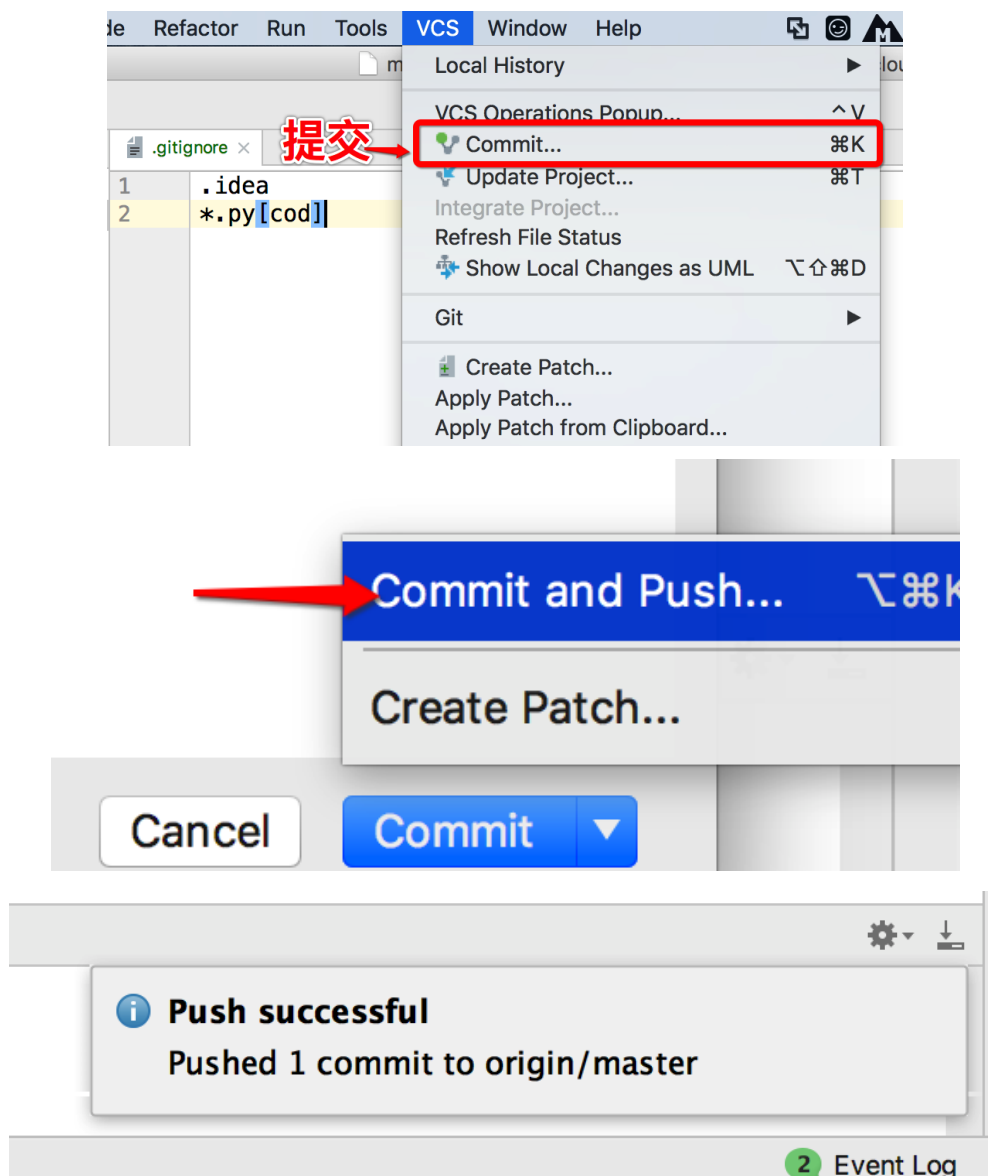 de Refactor Run Tools VCS Window Help
Local History
VCS Operations Popup... ^V
.gitignore ×
提交
Commit... ⌘K
1 .idea
Update Project... ⌘T
2 *.py[cod]
Integrate Project...
Refresh File Status
Show Local Changes as UML ⌥⇧⌘D
Git
Create Patch...
Apply Patch...
Apply Patch from Clipboard...
Commit and Push... ⌥⌘K
Create Patch...
Cancel Commit
Push successful
Pushed 1 commit to origin/master
2 Event Log